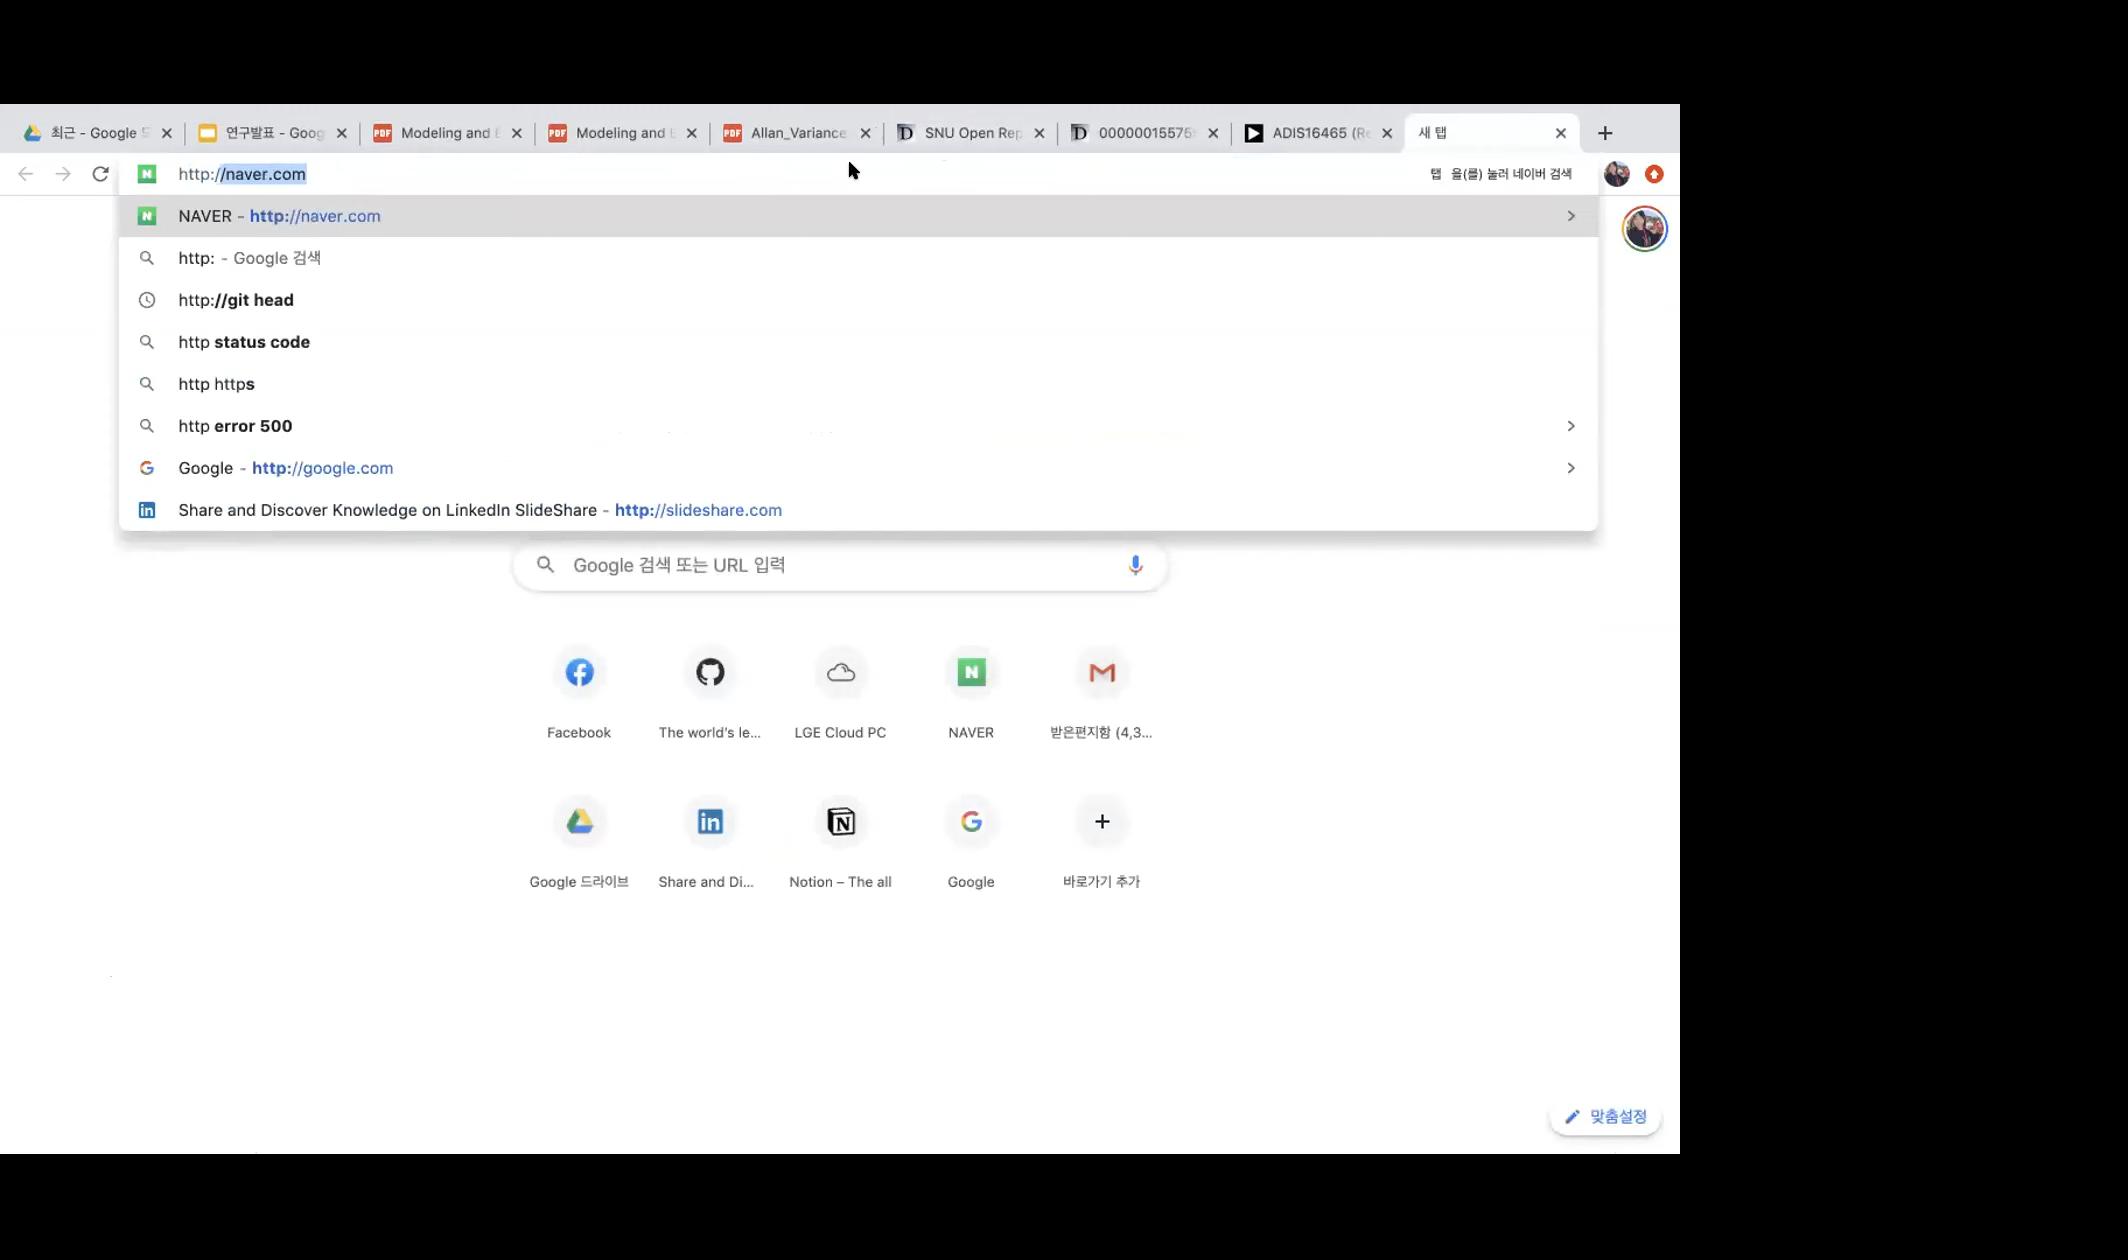 최근 - Google
연구발표 - Goog
PDF Modeling and
PDF Modeling and
PDF Allan_Variance
SNU Open Rep
00000015575
ADIS16465 (Re
새 탭
http://naver.com
탭 을(를) 눌러 네이버 검색
NAVER - http://naver.com
http: - Google 검색
http://git head
http status code
http https
http error 500
Google - http://google.com
Share and Discover Knowledge on LinkedIn SlideShare - http://slideshare.com
Google 검색 또는 URL 입력
Facebook
The world's le...
LGE Cloud PC
NAVER
받은편지함 (4,3...
Google 드라이브
Share and Di...
Notion – The all
Google
바로가기 추가
맞춤설정